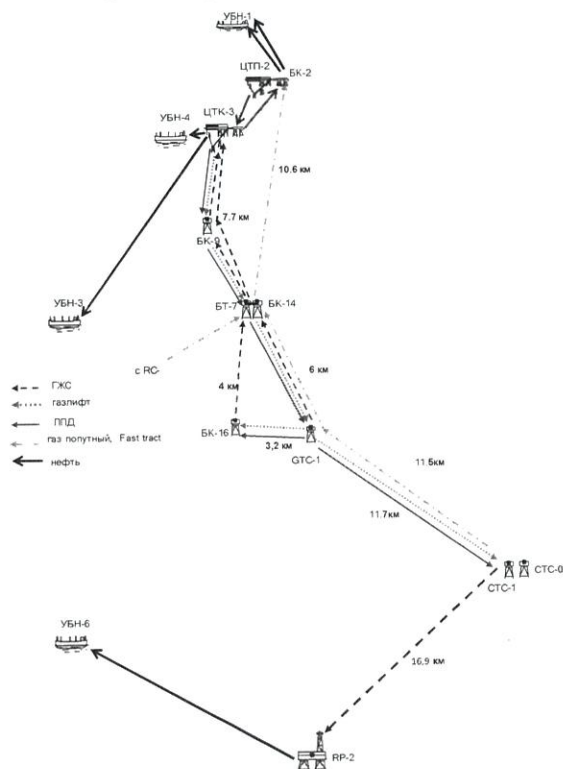 УБН-1
ЦТП-2
БК-2
ЦТК-3
УБН-4
10.6 км
7.7 км
БК-9
УБН-3
БТ-7
БК-14
с RC
6 км
4 км
ГЖС
газлифт
ППД
газ попутный, Fast tract
нефть
БК-16
3,2 км
GTC-1
11.5км
11.7км
СТС-0
СТС-1
УБН-6
16,9 км
RP-2